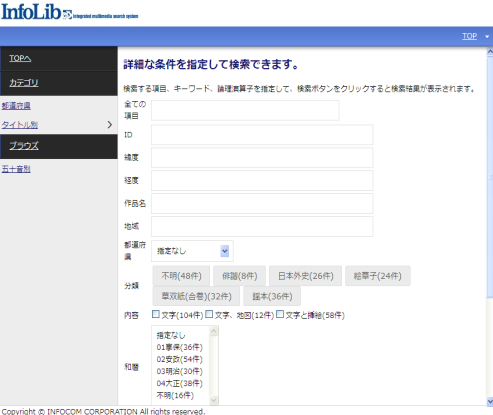 InfoLib integrated multimedia search system
TOP
TOPへ
カテゴリ
都道府県
タイトル別
ブラウズ
五十音別
詳細な条件を指定して検索できます。
検索する項目、キーワード、論理演算子を指定して、検索ボタンをクリックすると検索結果が表示されます。
全ての
項目
ID
緯度
経度
作品名
地域
都道府
県
指定なし
分類
不明(48件) 俳諧(8件) 日本外史(26件) 絵草子(24件)
草双紙(合巻)(32件) 謡本(36件)
内容
文字(104件) 文字、地図(12件) 文字と挿絵(58件)
和暦
指定なし
01享保(36件)
02安政(54件)
03明治(30件)
04大正(38件)
不明(16件)
Copyright © INFOCOM CORPORATION All rights reserved.